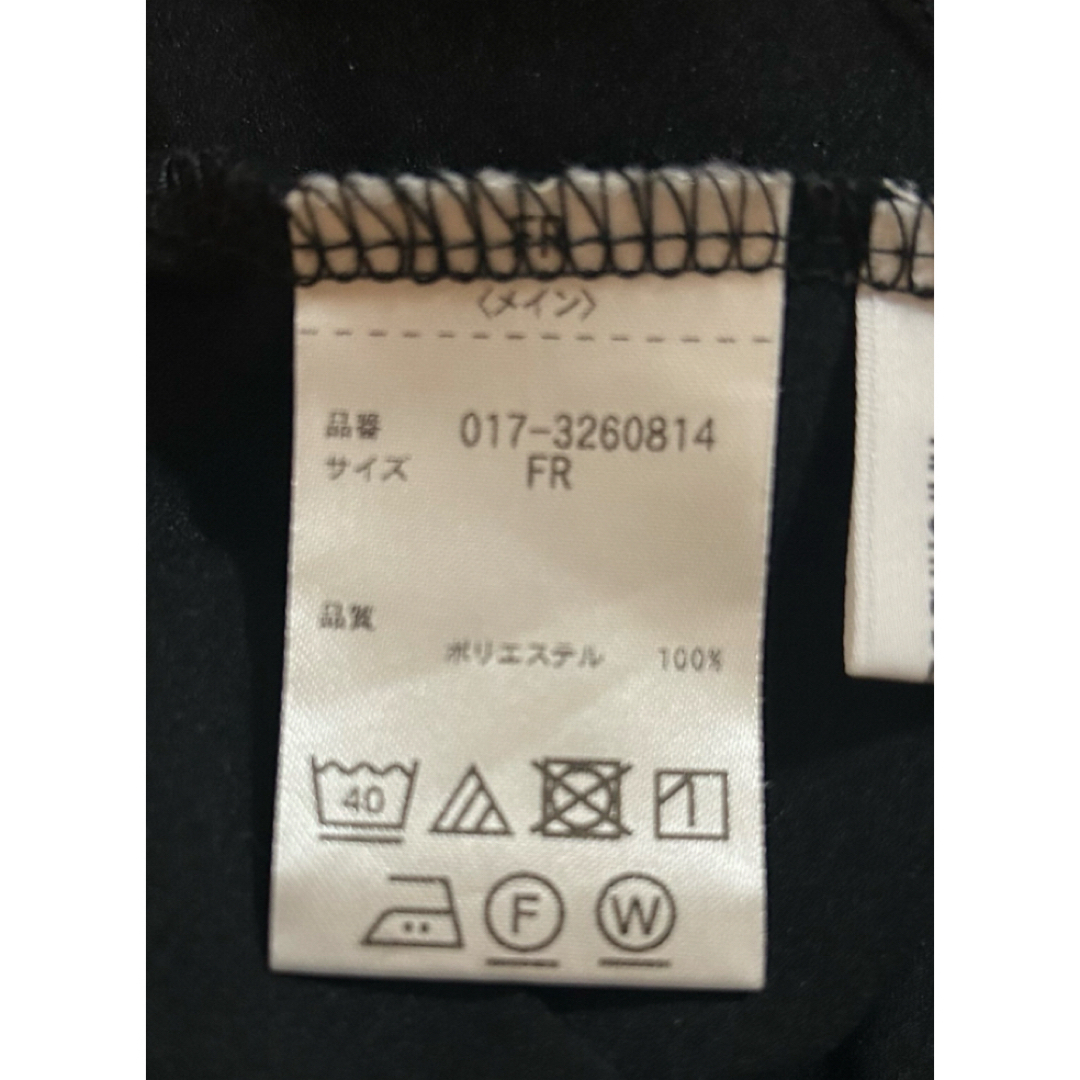 FR
〈メイン〉
品番 017-3260814
サイズ FR
品質
ポリエステル 100%
40
F W